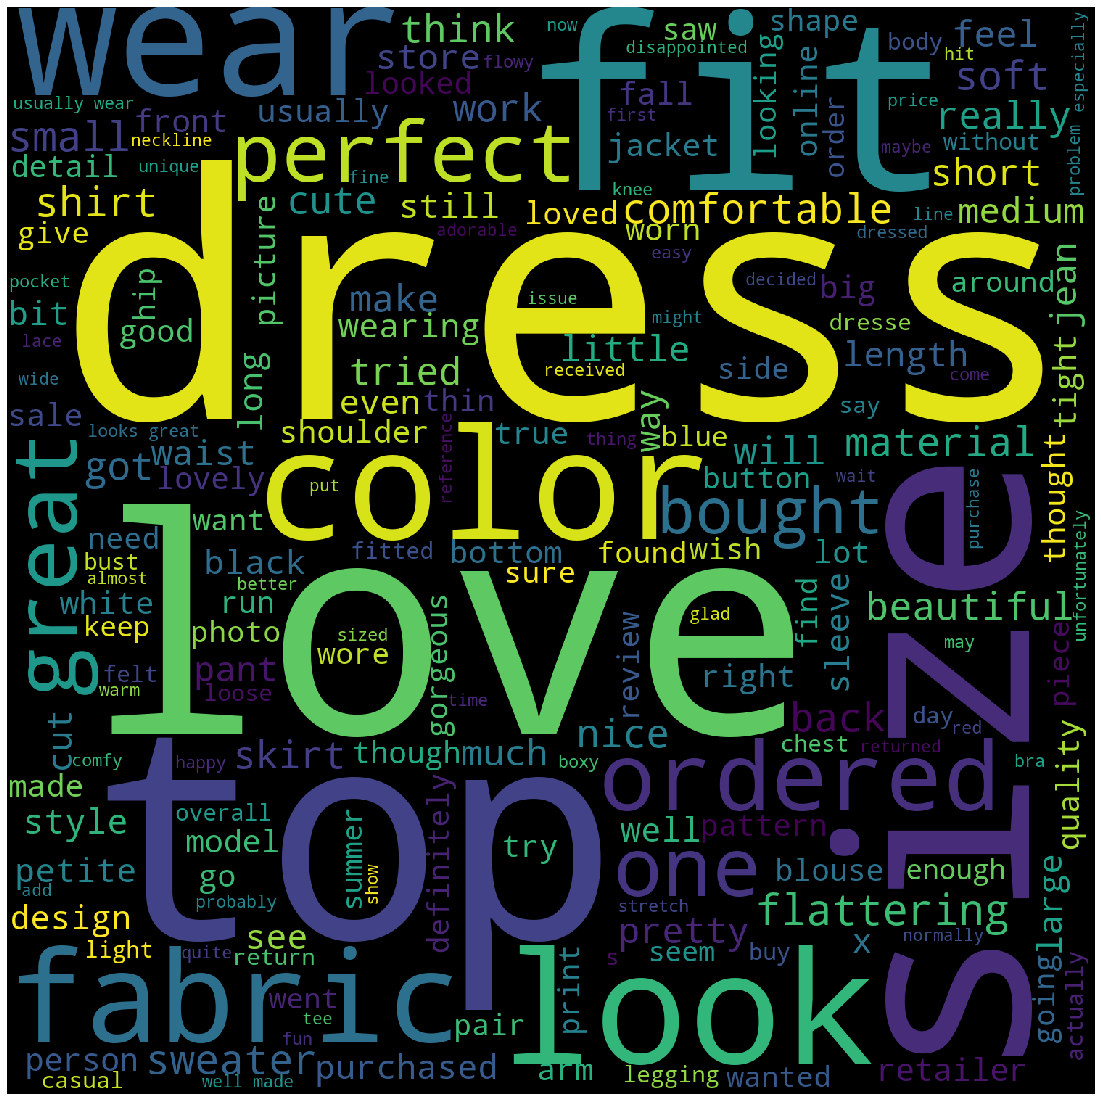 wear
fit
think
saw
now
shape
body
feel
especially
store
flowy
disappointed
looking
online
hit
looked
soft
usually wear
front
usually
work
fall
order
price
really
small
neckline
perfect
first
jacket
maybe
without
problem
detail
unique
fine
knee
short
shirt
cute
still
loved
comfortable
line
medium
give
picture
adorable
worn
easy
dressed
dress
pocket
hip
make
issue
decided
big
around
jean
bit
good
wearing
might
dresse
lace
long
tried
received
little
side
length
come
tight
wide
even
thin
way
say
sale
looks great
shoulder
true
thing
blue
will
material
great
got
waist
color
reference
button
wait
thought
lovely
put
bought
size
purchase
need
want
fitted
bottom
found
wish
lot
unfortunately
bust
black
sure
almost
better
love
find
sleeve
white
run
glad
beautiful
keep
photo
sized
wore
gorgeous
may
felt
pant
review
right
piece
warm
loose
time
back
day
red
cut
nice
skirt
though
much
chest
returned
comfy
happy
boxy
bra
made
top
ordered
quality
style
overall
definitely
well
pattern
model
summer
try
petite
go
one
blouse
enough
add
probably
show
stretch
flattering
design
see
pretty
x
normally
light
quite
return
seem
buy
going
large
fabric
went
s
look
print
actually
tee
pair
person
sweater
fun
purchased
arm
retailer
casual
well made
legging
wanted